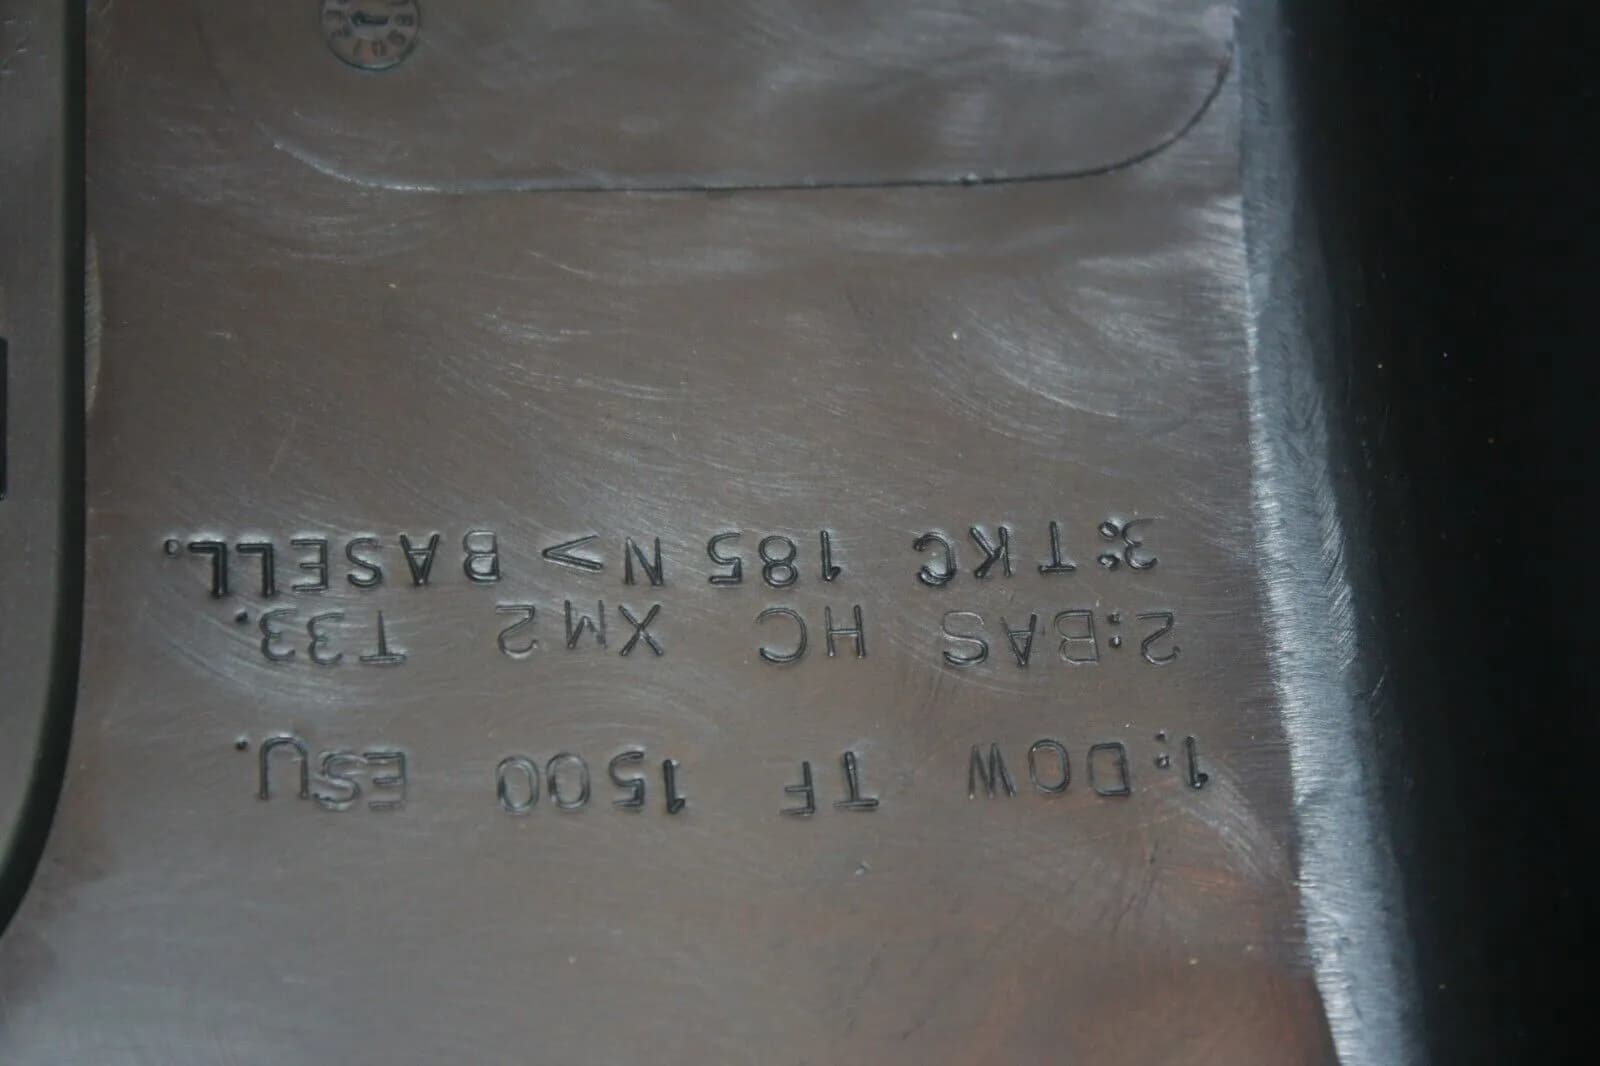 1:DOW TF 1500 ESU.
2:BAS HC XM2 T33.
3:TKC 185 N > BASELL.